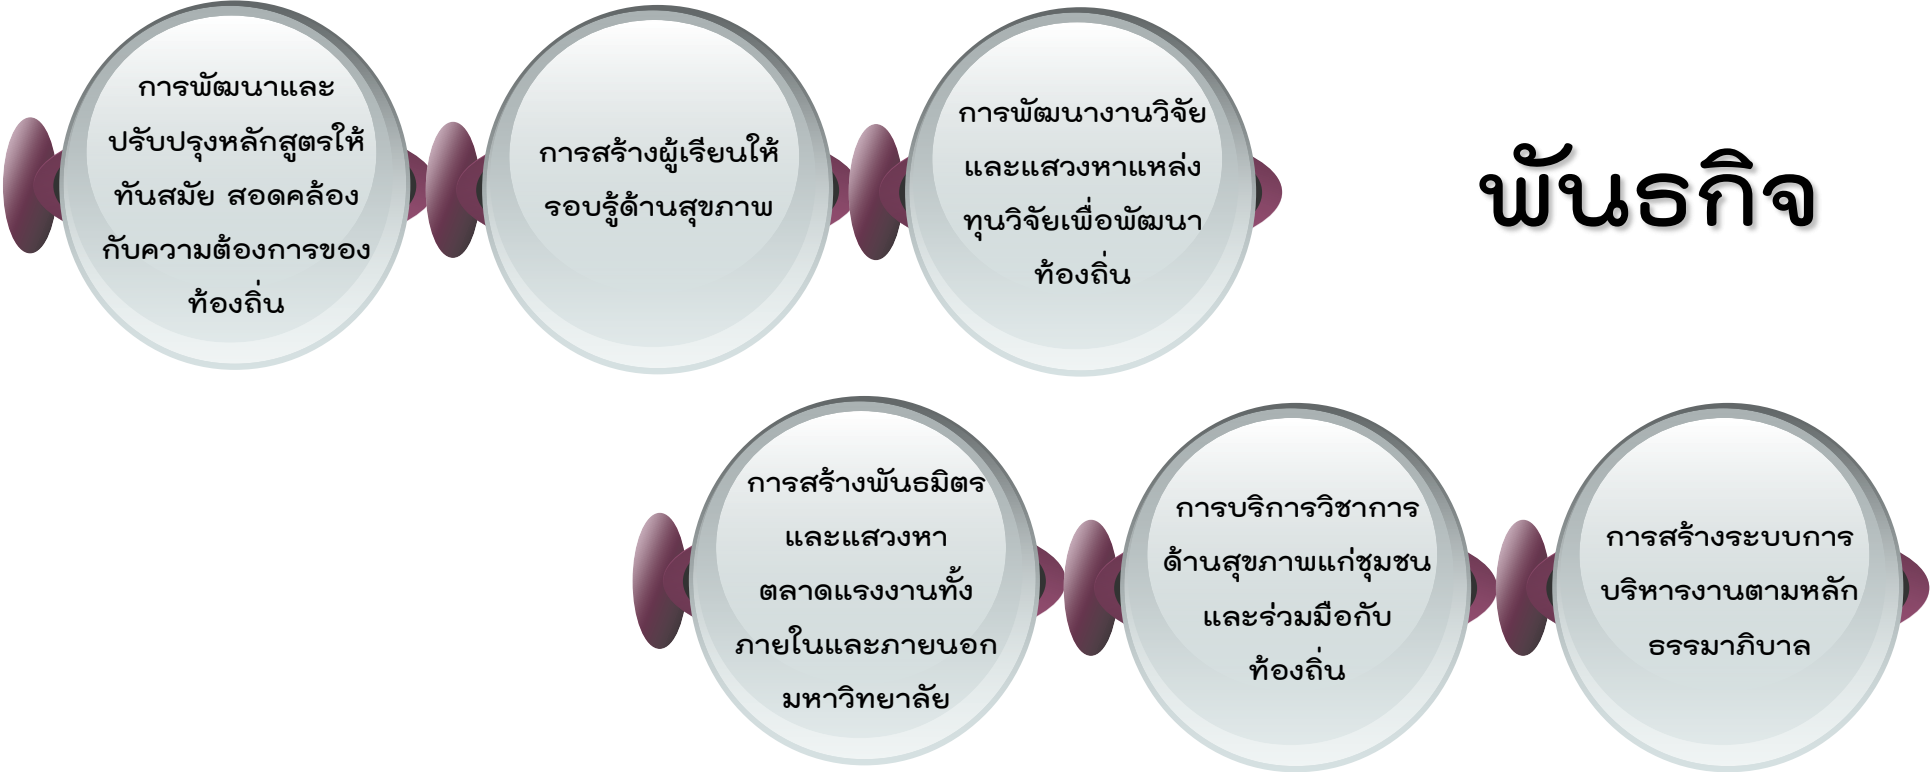 พันธกิจ
การพัฒนาและ
ปรับปรุงหลักสูตรให้
ทันสมัย สอดคล้อง
กับความต้องการของ
ท้องถิ่น
การสร้างผู้เรียนให้
รอบรู้ด้านสุขภาพ
การพัฒนางานวิจัย
และแสวงหาแหล่ง
ทุนวิจัยเพื่อพัฒนา
ท้องถิ่น
การสร้างพันธมิตร
และแสวงหา
ตลาดแรงงานทั้ง
ภายในและภายนอก
มหาวิทยาลัย
การบริการวิชาการ
ด้านสุขภาพแก่ชุมชน
และร่วมมือกับ
ท้องถิ่น
การสร้างระบบการ
บริหารงานตามหลัก
ธรรมาภิบาล